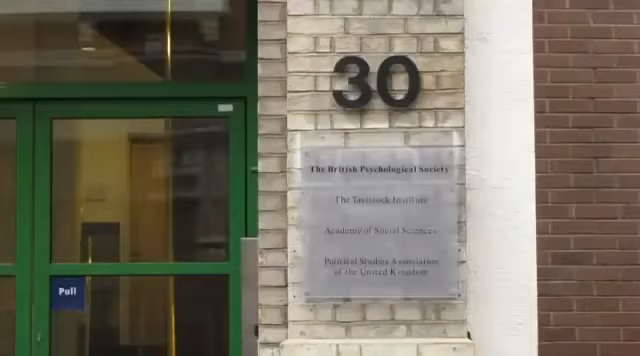 30
The British Psychological Society
The Tavistock Institute
Academy of Social Sciences
Political Studies Association
of the United Kingdom
Pull